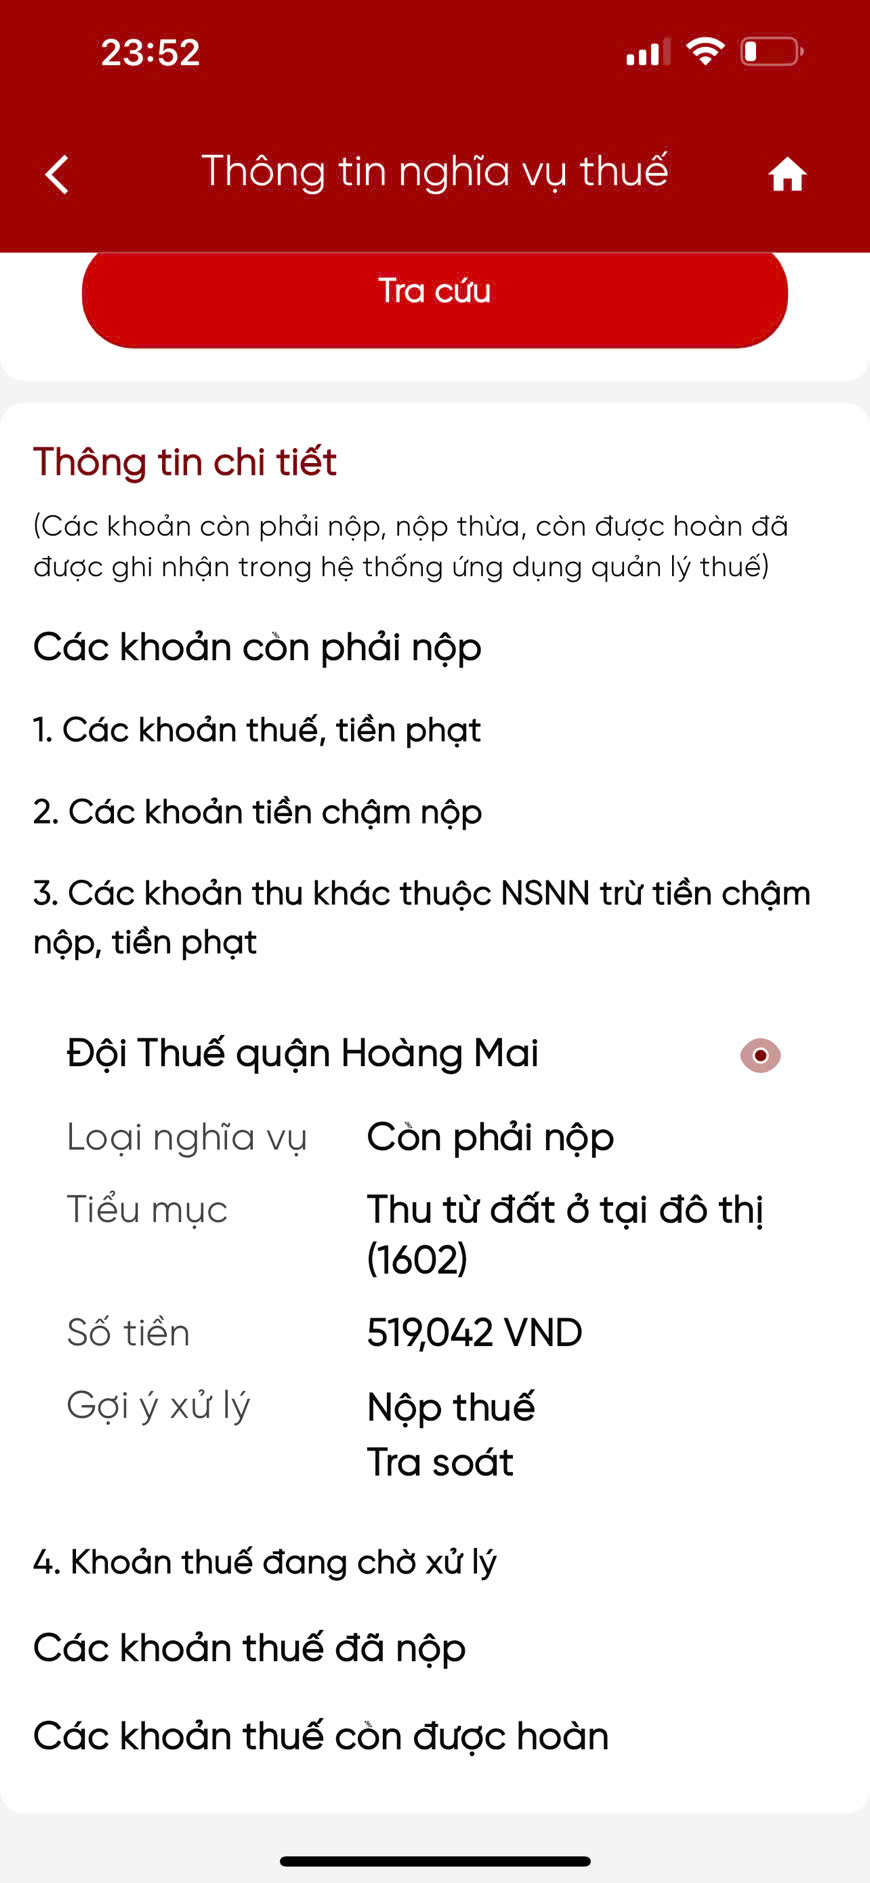 23:52
Thông tin nghĩa vụ thuế
Tra cứu
Thông tin chi tiết
(Các khoản còn phải nộp, nộp thừa, còn được hoàn đã
được ghi nhận trong hệ thống ứng dụng quản lý thuế)
Các khoản còn phải nộp
1. Các khoản thuế, tiền phạt
2. Các khoản tiền chậm nộp
3. Các khoản thu khác thuộc NSNN trừ tiền chậm
nộp, tiền phạt
Đội Thuế quận Hoàng Mai
Loại nghĩa vụ Còn phải nộp
Tiểu mục Thu từ đất ở tại đô thị
(1602)
Số tiền 519,042 VND
Gợi ý xử lý Nộp thuế
Tra soát
4. Khoản thuế đang chờ xử lý
Các khoản thuế đã nộp
Các khoản thuế còn được hoàn